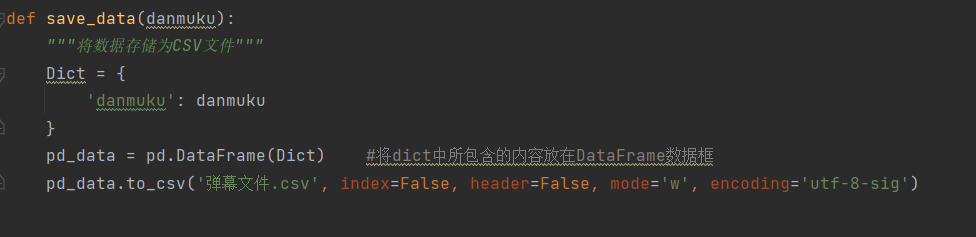 def save_data(danmuku):
"""将数据存储为CSV文件"""
Dict = {
'danmuku': danmuku
}
pd_data = pd.DataFrame(Dict) #将dict中所包含的内容放在DataFrame数据框
pd_data.to_csv('弹幕文件.csv', index=False, header=False, mode='w', encoding='utf-8-sig')